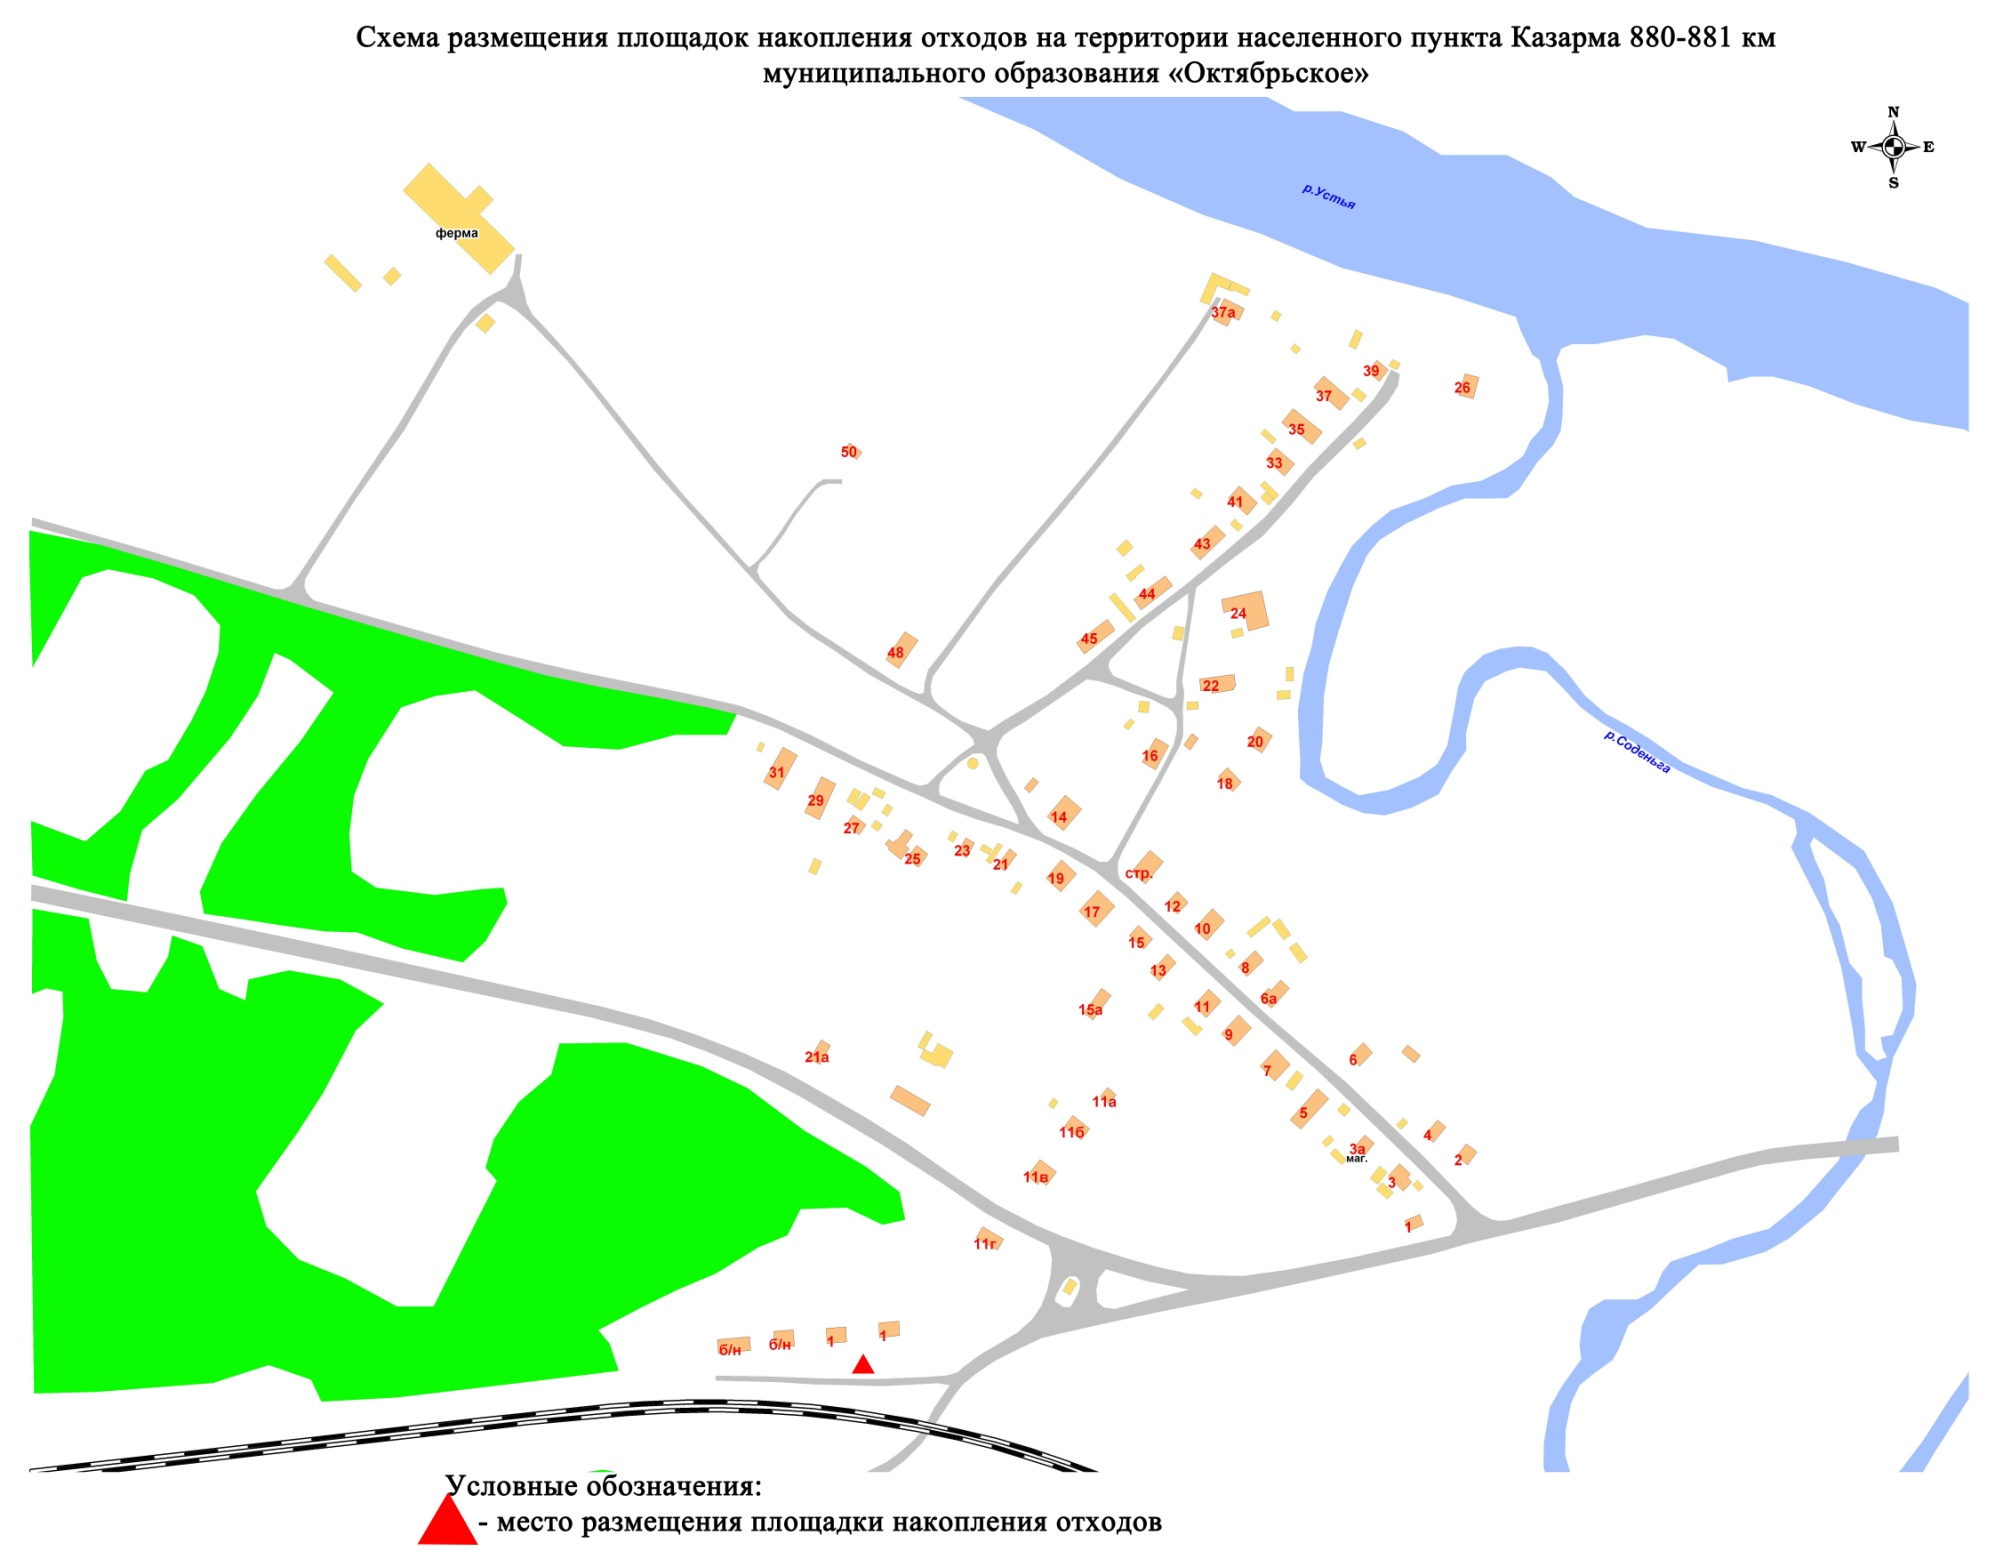 Схема размещения площадок накопления отходов на территории населенного пункта Казарма 880-881 км
муниципального образования «Октябрьское»
N
W E
S
р.Устья
ферма
37а
39
26
37
35
50
33
41
43
44
24
45
48
22
20
16
31
18
29
14
27
23
25
21
стр.
19
12
17
10
15
8
13
6а
15а
11
9
21а
6
7
11а
5
11б
4
3а
маг.
2
11в
3
1
11г
р.Соденьга
б/н
б/н
1
1
Условные обозначения:
- место размещения площадки накопления отходов